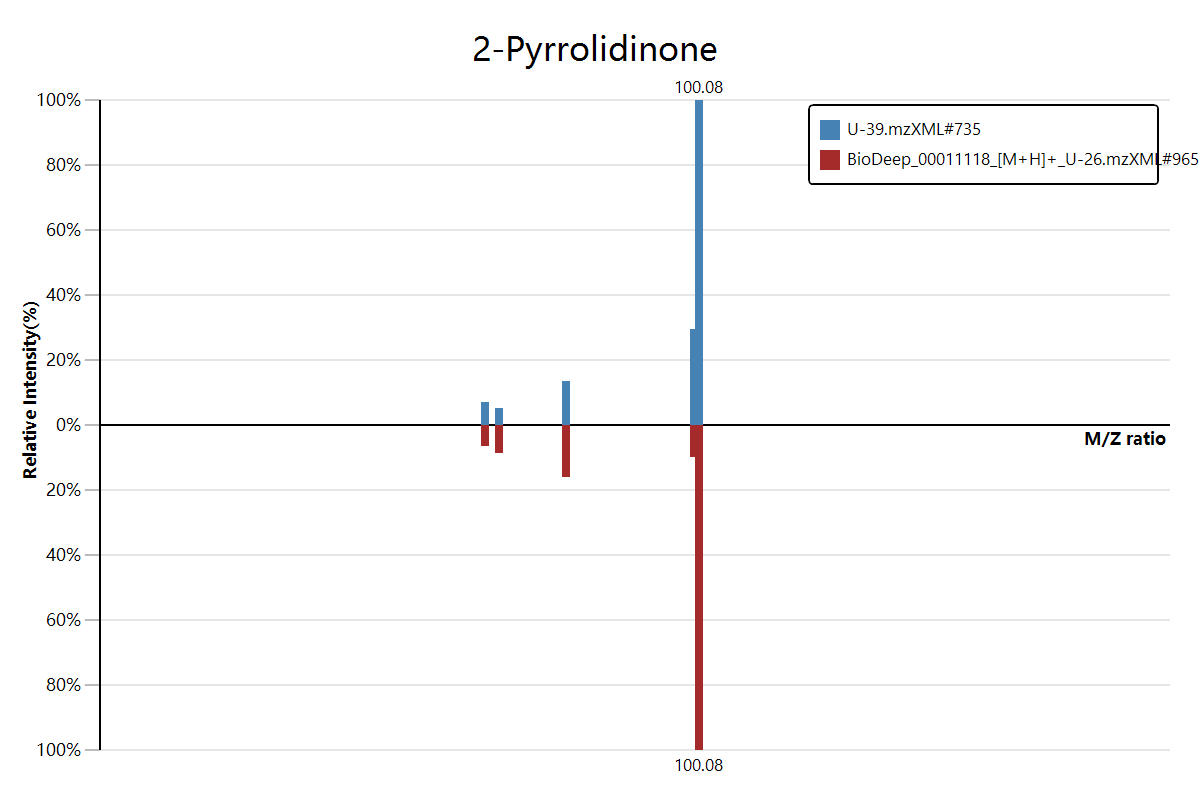 2-Pyrrolidinone
100.08
100%
80%
60%
40%
20%
0%
20%
40%
60%
80%
100%
Relative Intensity(%)
M/Z ratio
U-39.mzXML#735
BioDeep_00011118_[M+H]+_U-26.mzXML#965
100.08